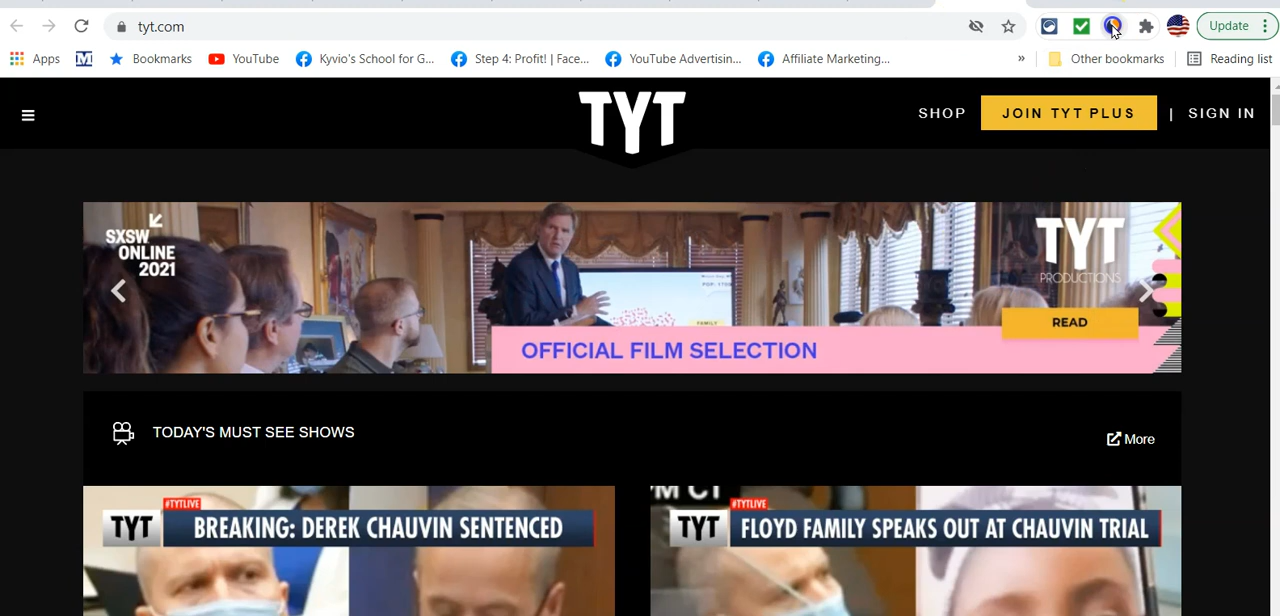 tyt.com
Update
Apps
Bookmarks
YouTube
Kyvio's School for G...
Step 4: Profit! | Face...
YouTube Advertisin...
Affiliate Marketing...
»
Other bookmarks
Reading list
TYT
SHOP
JOIN TYT PLUS
|
SIGN IN
SXSW
ONLINE
2021
TYT
PRODUCTIONS
FAMILY
READ
OFFICIAL FILM SELECTION
TODAY'S MUST SEE SHOWS
More
#TYTLIVE
TYT
BREAKING: DEREK CHAUVIN SENTENCED
#TYTLIVE
TYT
FLOYD FAMILY SPEAKS OUT AT CHAUVIN TRIAL